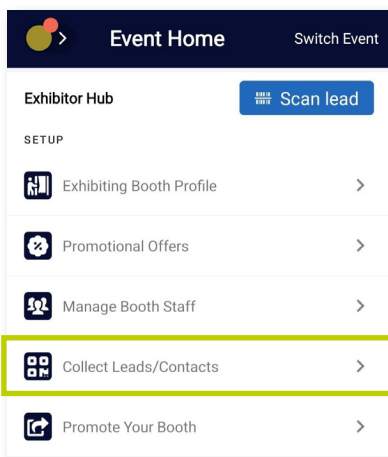 Event Home Switch Event
Exhibitor Hub Scan lead
SETUP
Exhibiting Booth Profile
Promotional Offers
Manage Booth Staff
Collect Leads/Contacts
Promote Your Booth